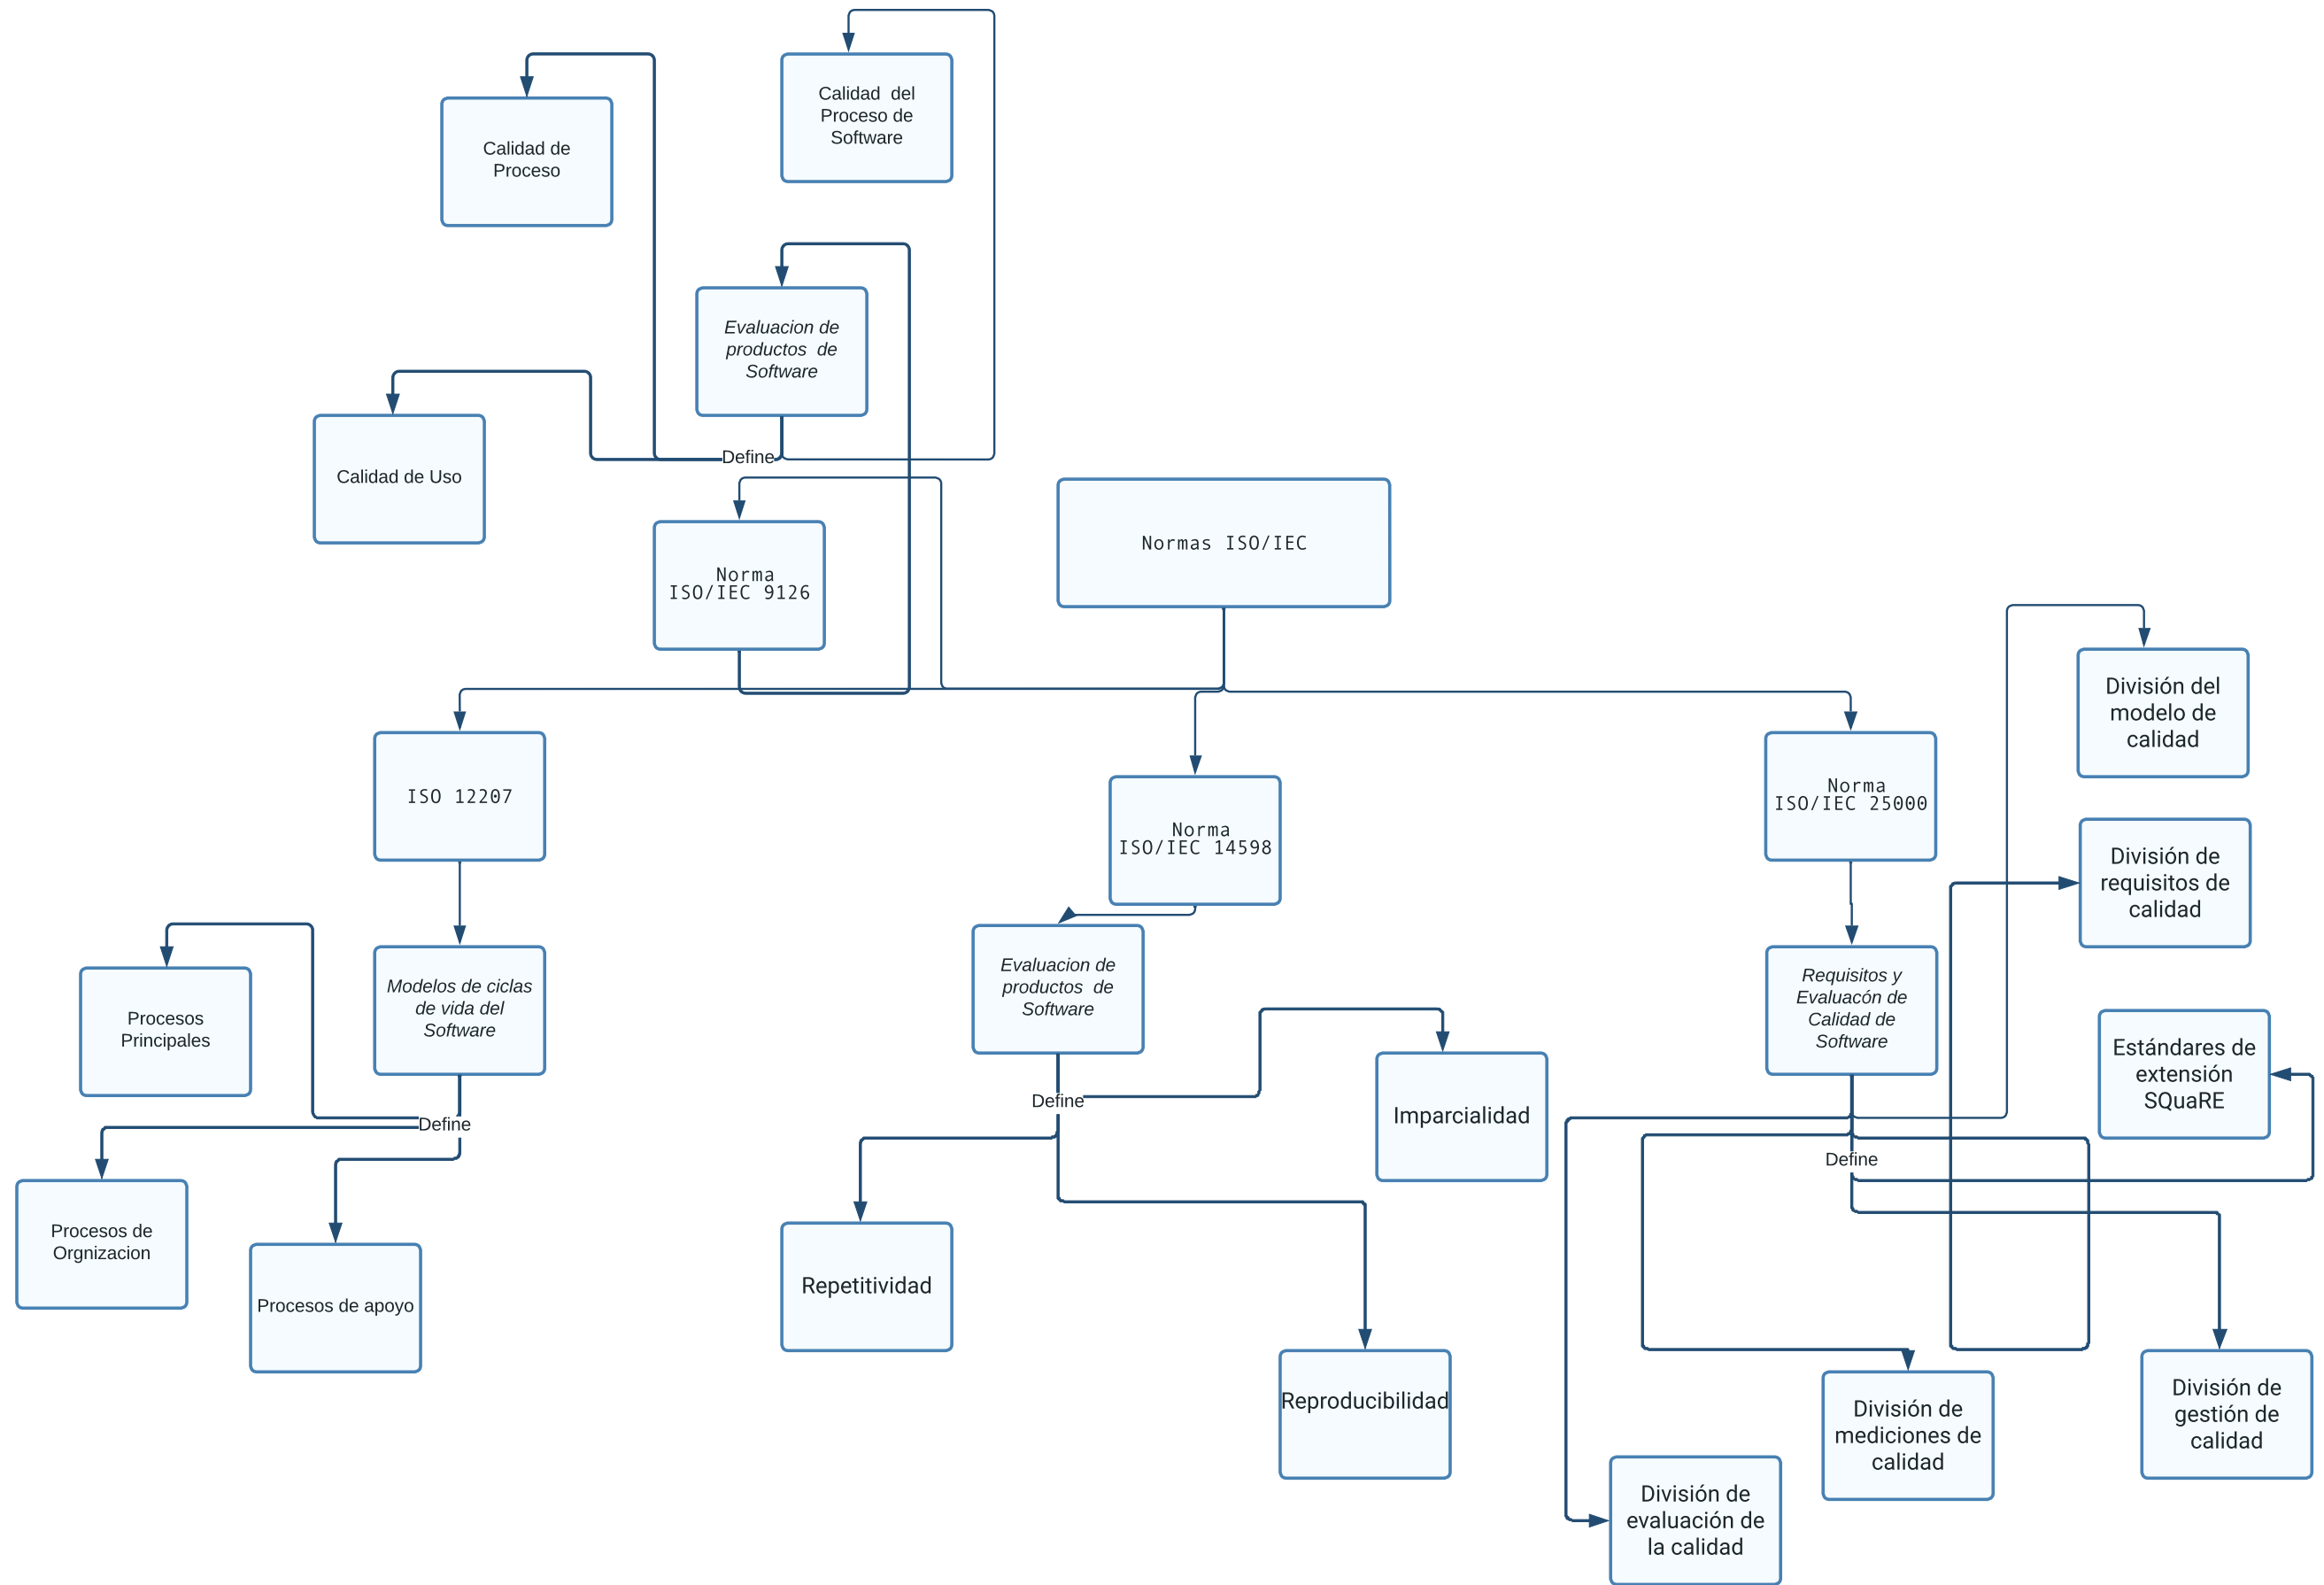 Calidad  del
Proceso de
Software
Calidad de
Proceso
Evaluacion de
productos  de
Software
Define
Calidad de Uso
Norma
ISO/IEC 9126
Normas ISO/IEC
División del
modelo de
calidad
ISO 12207
Norma
ISO/IEC 14598
Norma
ISO/IEC 25000
División de
requisitos de
calidad
Procesos
Principales
Modelos de ciclas
de vida del
Software
Evaluacion de
productos  de
Software
Requisitos y
Evaluacón de
Calidad de
Software
Estándares de
extensión
SQuaRE
Define
Define
Imparcialidad
Define
Procesos de
Orgnizacion
Procesos de apoyo
Repetitividad
Reproducibilidad
División de
mediciones de
calidad
División de
gestión de
calidad
División de
evaluación de
la calidad